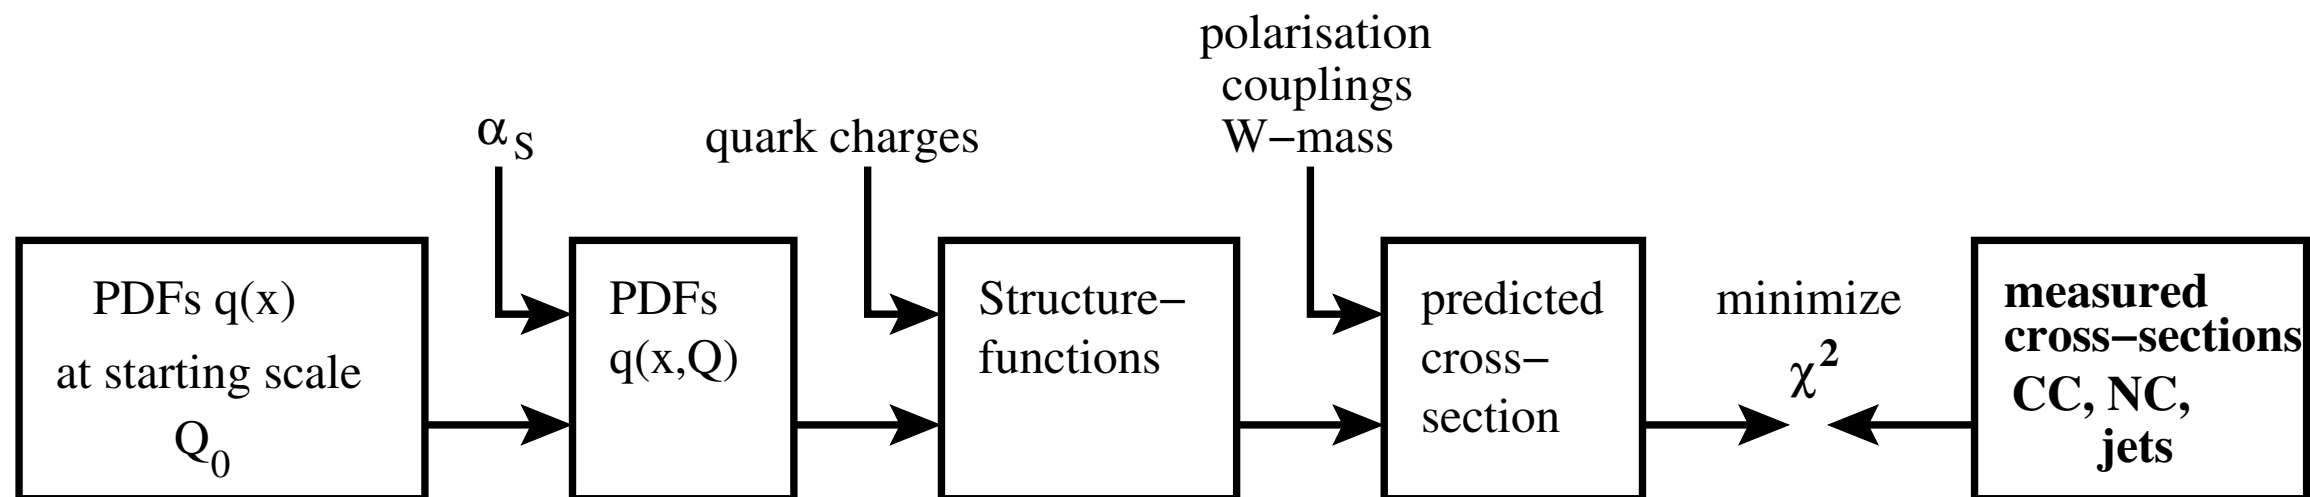 polarisation
couplings
W−mass
α_S
quark charges
PDFs q(x)
at starting scale
Q_0
PDFs
q(x,Q)
Structure−
functions
predicted
cross−
section
minimize
χ²
measured
cross−sections
CC, NC,
jets